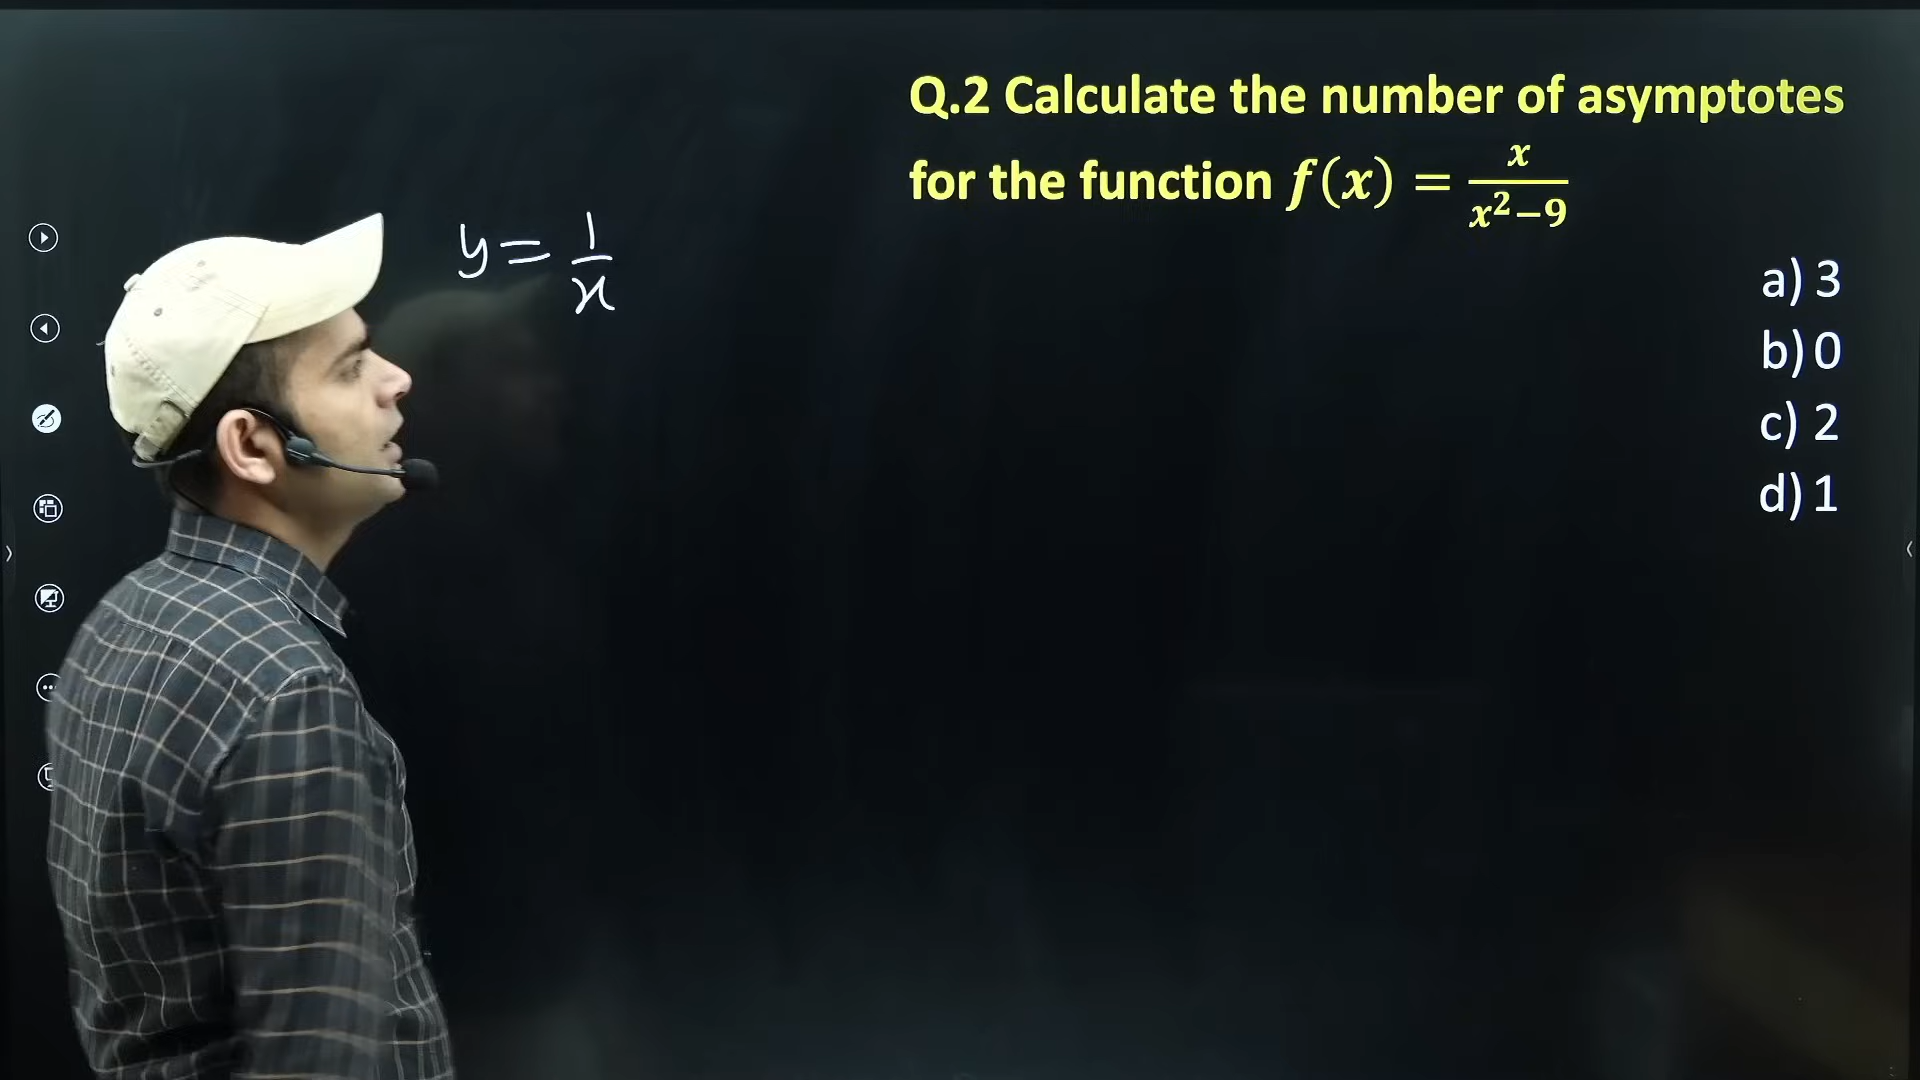 Q.2 Calculate the number of asymptotes
for the function f(x) = x/(x²−9)
y = 1/x
a) 3
b) 0
c) 2
d) 1